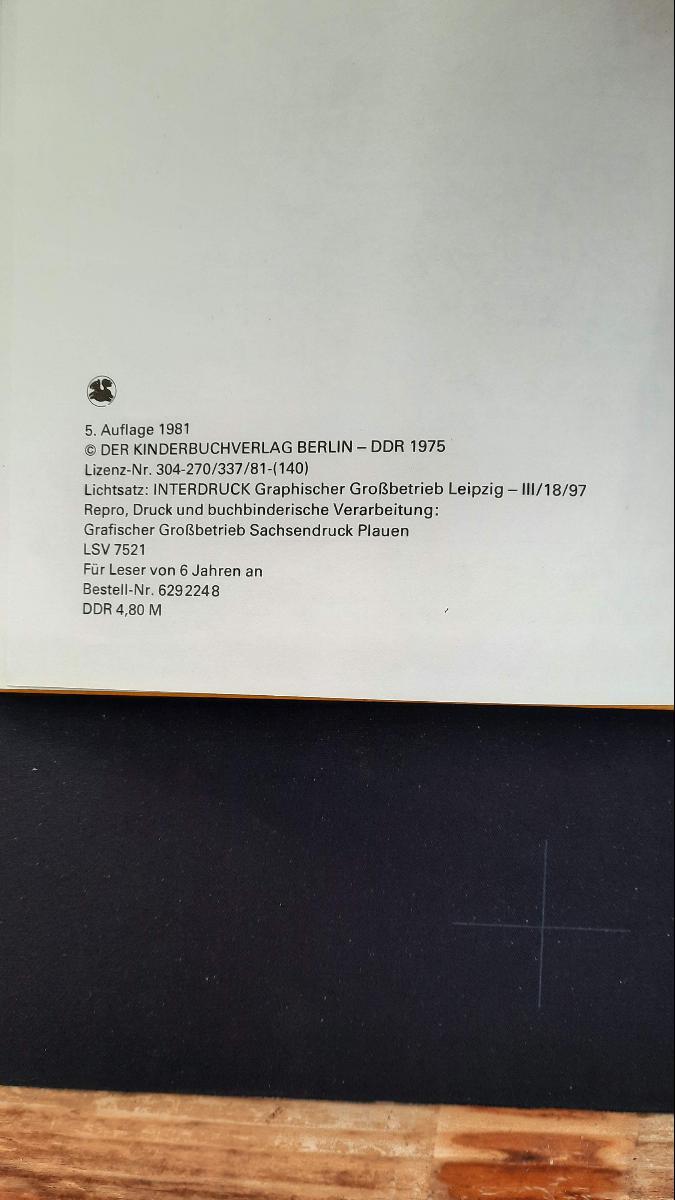 5. Auflage 1981
© DER KINDERBUCHVERLAG BERLIN – DDR 1975
Lizenz-Nr. 304-270/337/81-(140)
Lichtsatz: INTERDRUCK Graphischer Großbetrieb Leipzig – III/18/97
Repro, Druck und buchbinderische Verarbeitung:
Grafischer Großbetrieb Sachsendruck Plauen
LSV 7521
Für Leser von 6 Jahren an
Bestell-Nr. 6292248
DDR 4,80 M